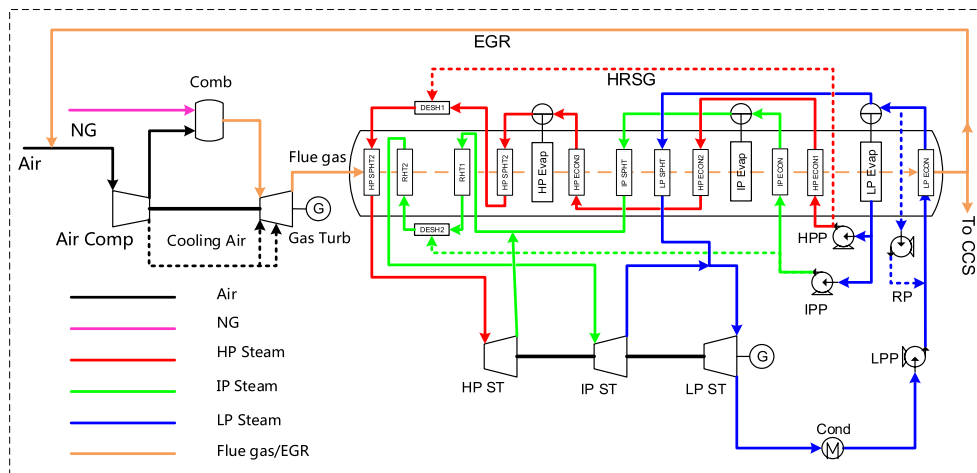 EGR
HRSG
Comb
NG
Air
Flue gas
DESH1
HP SPHT2
RHT2
RHT1
HP SPHT2
HP Evap
HP ECON3
IP SPHT
LP SPHT
HP ECON2
IP Evap
IP ECON
HP ECON1
LP Evap
LP ECON
Air Comp
Cooling Air
Gas Turb
G
DESH2
HPP
IPP
RP
To CCS
Air
NG
HP Steam
IP Steam
LP Steam
Flue gas/EGR
HP ST
IP ST
LP ST
G
LPP
Cond
M